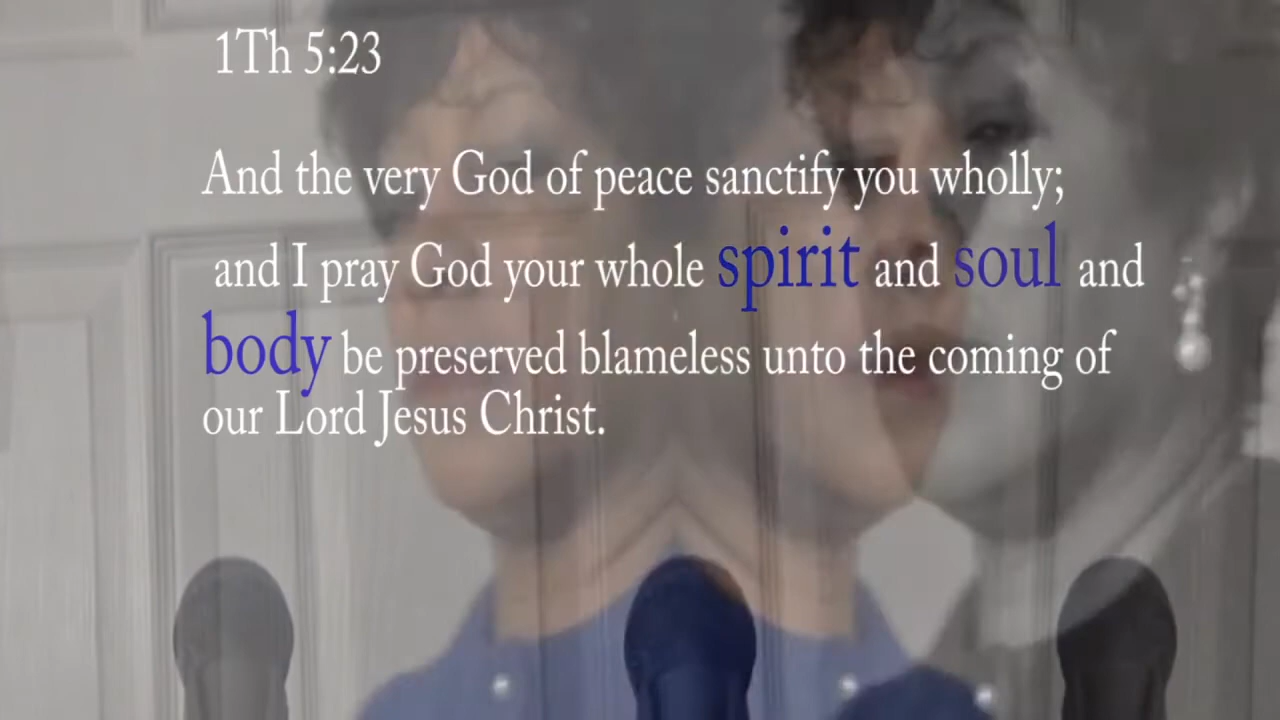 1Th 5:23
And the very God of peace sanctify you wholly;
and I pray God your whole spirit and soul and
body be preserved blameless unto the coming of
our Lord Jesus Christ.